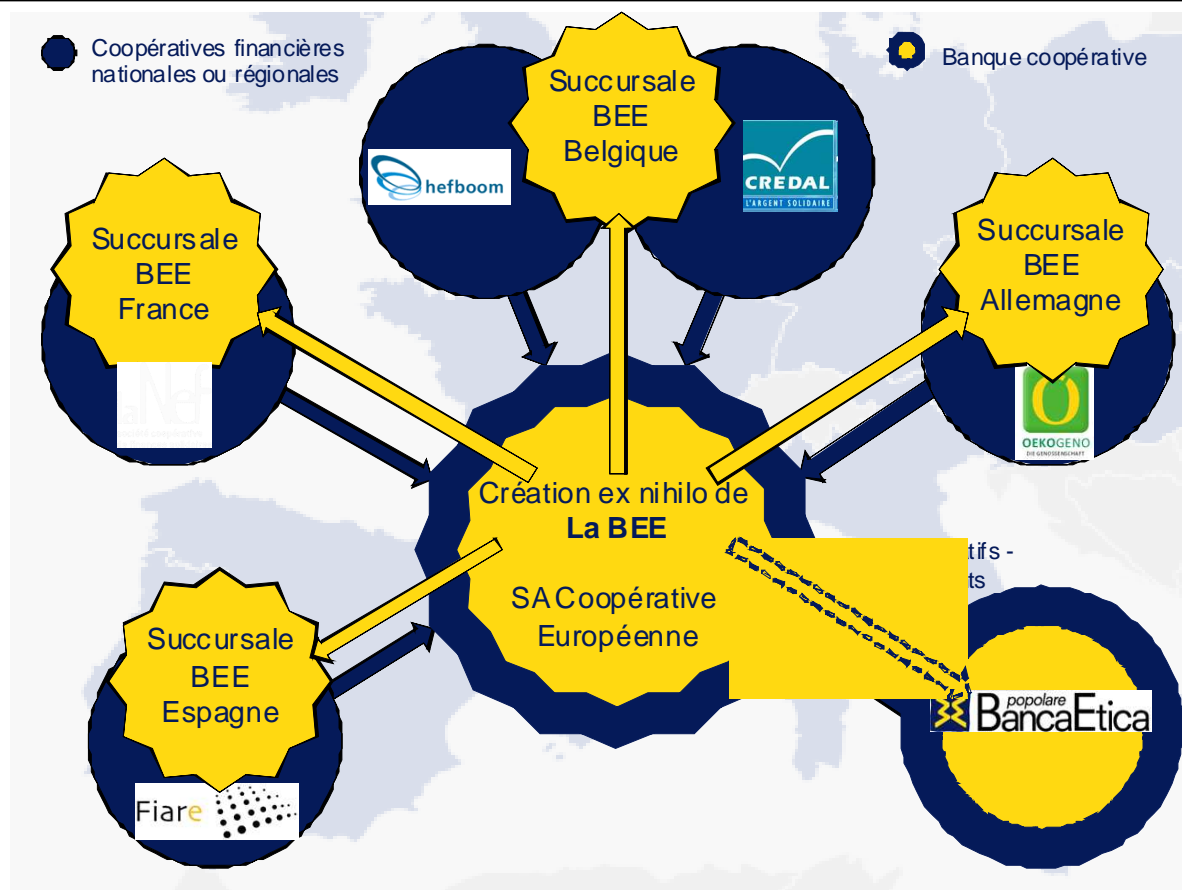 Coopératives financières
nationales ou régionales
Banque coopérative
Succursale
BEE
Belgique
hefboom
CREDAL
L'ARGENT SOLIDAIRE
Succursale
BEE
France
Succursale
BEE
Allemagne
OEKOGENO
DIE GENOSSENSCHAFT
Création ex nihilo de
La BEE
SA Coopérative
Européenne
tifs -
ts
Succursale
BEE
Espagne
Fiare
popolare
BancaEtica